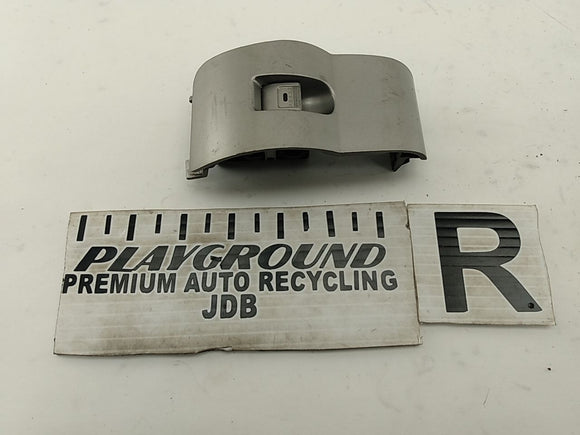 PLAYGROUND
PREMIUM AUTO RECYCLING
JDB
R